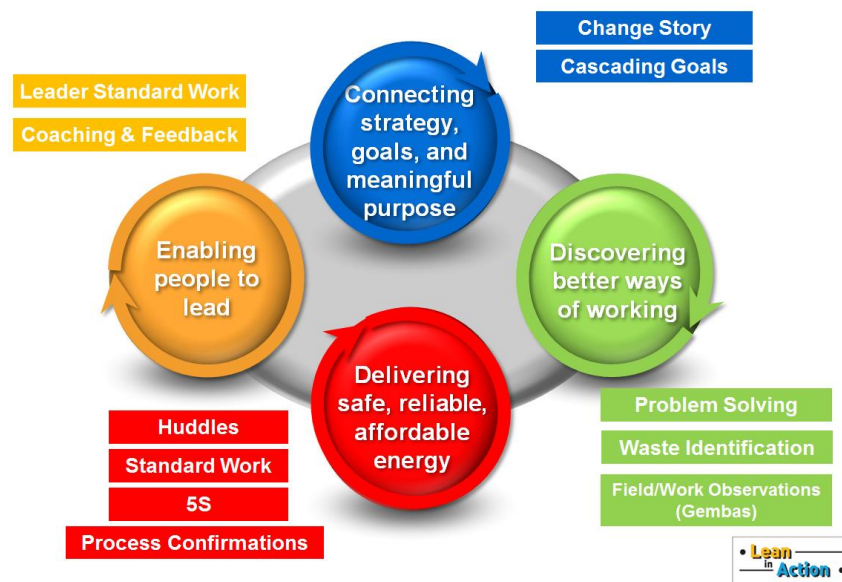 Change Story
Cascading Goals
Leader Standard Work
Coaching & Feedback
Connecting
strategy,
goals, and
meaningful
purpose
Enabling
people to
lead
Discovering
better ways
of working
Delivering
safe, reliable,
affordable
energy
Huddles
Standard Work
5S
Process Confirmations
Problem Solving
Waste Identification
Field/Work Observations
(Gembas)
• Lean
in
Action •